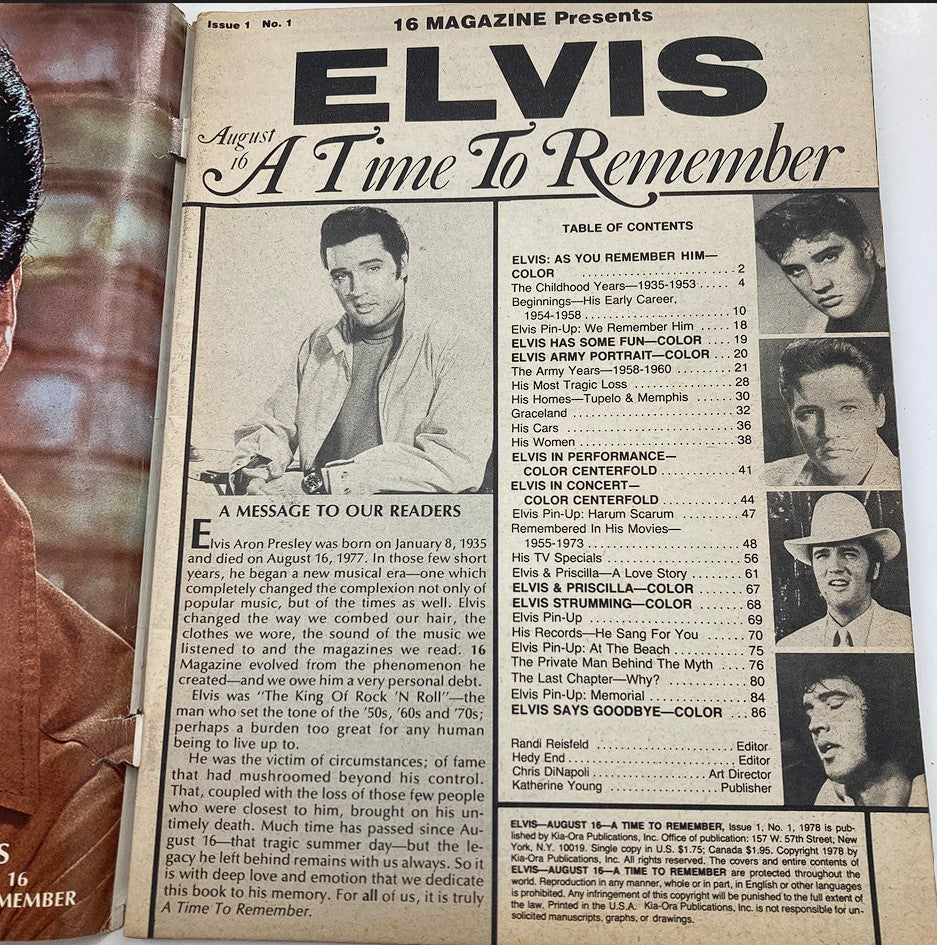 Issue 1 No. 1
16 MAGAZINE Presents
ELVIS
August
16
A Time To Remember
A MESSAGE TO OUR READERS
Elvis Aron Presley was born on January 8, 1935
and died on August 16, 1977. In those few short
years, he began a new musical era—one which
completely changed the complexion not only of
popular music, but of the times as well. Elvis
changed the way we combed our hair, the
clothes we wore, the sound of the music we
listened to and the magazines we read. 16
Magazine evolved from the phenomenon he
created—and we owe him a very personal debt.
Elvis was "The King Of Rock 'N Roll"—the
man who set the tone of the '50s, '60s and '70s;
perhaps a burden too great for any human
being to live up to.
He was the victim of circumstances; of fame
that had mushroomed beyond his control.
That, coupled with the loss of those few people
who were closest to him, brought on his un-
timely death. Much time has passed since Au-
gust 16—that tragic summer day—but the le-
gacy he left behind remains with us always. So it
is with deep love and emotion that we dedicate
this book to his memory. For all of us, it is truly
A Time To Remember.
TABLE OF CONTENTS
ELVIS: AS YOU REMEMBER HIM—
COLOR ........................ 2
The Childhood Years—1935-1953 ..... 4
Beginnings—His Early Career,
1954-1958 ........................ 10
Elvis Pin-Up: We Remember Him ..... 18
ELVIS HAS SOME FUN—COLOR .... 19
ELVIS ARMY PORTRAIT—COLOR ... 20
The Army Years—1958-1960 ......... 21
His Most Tragic Loss ................ 28
His Homes—Tupelo & Memphis ..... 30
Graceland ........................ 32
His Cars ........................ 36
His Women ........................ 38
ELVIS IN PERFORMANCE—
COLOR CENTERFOLD ............ 41
ELVIS IN CONCERT—
COLOR CENTERFOLD ............ 44
Elvis Pin-Up: Harum Scarum ......... 47
Remembered In His Movies—
1955-1973 ........................ 48
His TV Specials .................... 56
Elvis & Priscilla—A Love Story ...... 61
ELVIS & PRISCILLA—COLOR ....... 67
ELVIS STRUMMING—COLOR ....... 68
Elvis Pin-Up ........................ 69
His Records—He Sang For You ...... 70
Elvis Pin-Up: At The Beach .......... 75
The Private Man Behind The Myth .... 76
The Last Chapter—Why? ............ 80
Elvis Pin-Up: Memorial .............. 84
ELVIS SAYS GOODBYE—COLOR ... 86
Randi Reisfeld .................... Editor
Hedy End ........................ Editor
Chris DiNapoli ................ Art Director
Katherine Young ............... Publisher
ELVIS—AUGUST 16—A TIME TO REMEMBER, Issue 1, No. 1, 1978 is pub-
lished by Kia-Ora Publications, Inc. Office of publication: 157 W. 57th Street, New
York, N.Y. 10019. Single copy in U.S. $1.75; Canada $1.95. Copyright 1978 by
Kia-Ora Publications, Inc. All rights reserved. The covers and entire contents of
ELVIS—AUGUST 16—A TIME TO REMEMBER are protected throughout the
world. Reproduction in any manner, whole or in part, in English or other languages
is prohibited. Any infringement of this copyright will be punished to the full extent of
the law. Printed in the U.S.A. Kia-Ora Publications, Inc. is not responsible for un-
solicited manuscripts, graphs, or drawings.
S
16
MEMBER